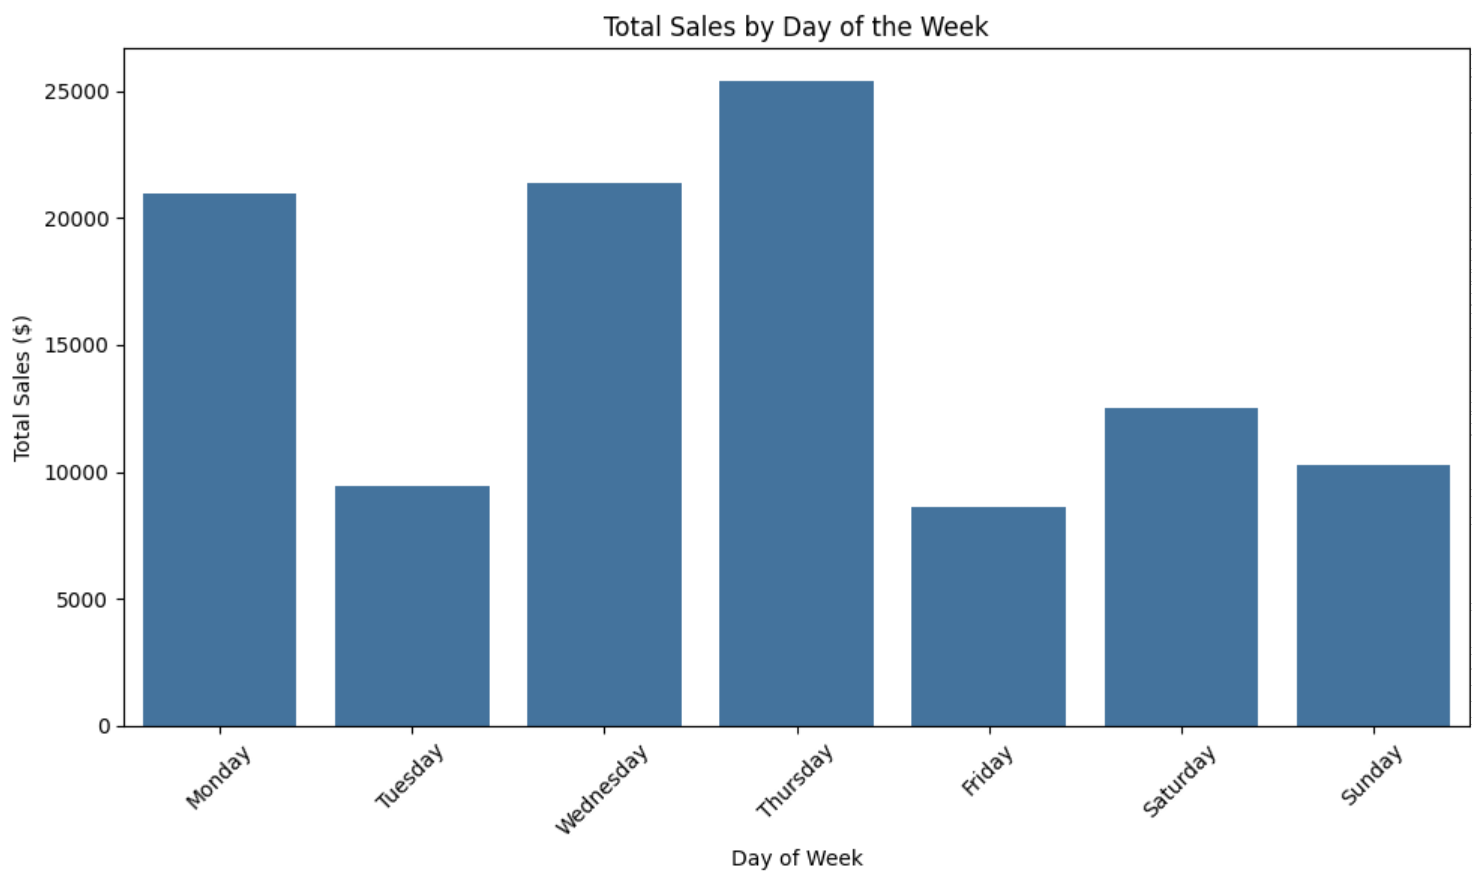 Total Sales by Day of the Week
Total Sales ($)
25000
20000
15000
10000
5000
0
Monday
Tuesday
Wednesday
Thursday
Friday
Saturday
Sunday
Day of Week